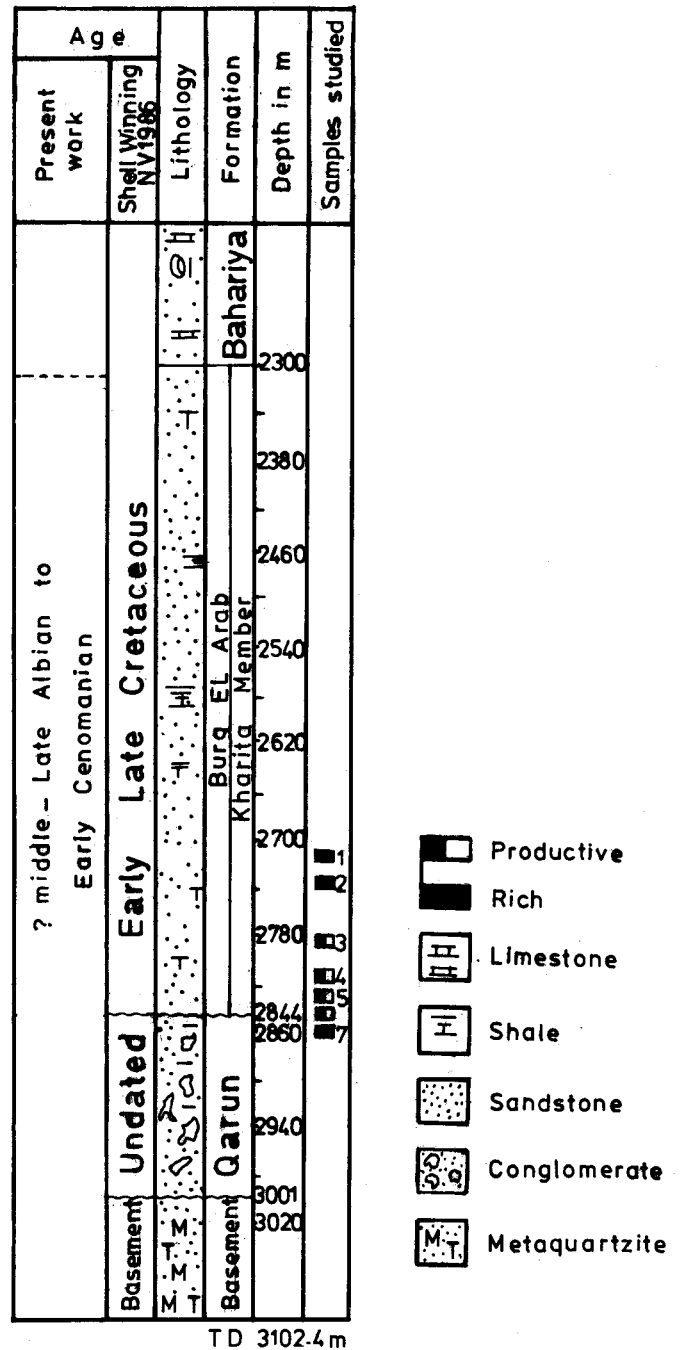 Age
Present
work
Shell Winning
NV1986
Lithology
Formation
Depth in m
Samples studied
? middle – Late Albian to
Early Cenomanian
Early Late Cretaceous
Undated
Basement
Bahariya
Burg EL Arab
Kharita Member
Qarun
Basement
2300
2380
2460
2540
2620
2700
2780
2844
2860
2940
3001
3020
1
2
3
4
5
7
M
T
M
M T
TD 3102.4m
Productive
Rich
Limestone
Shale
Sandstone
Conglomerate
M T
Metaquartzite